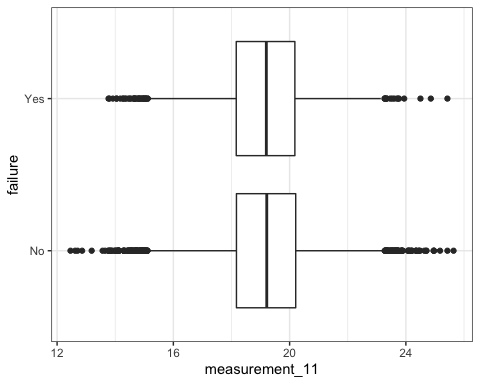 failure
Yes
No
12 16 20 24
measurement_11